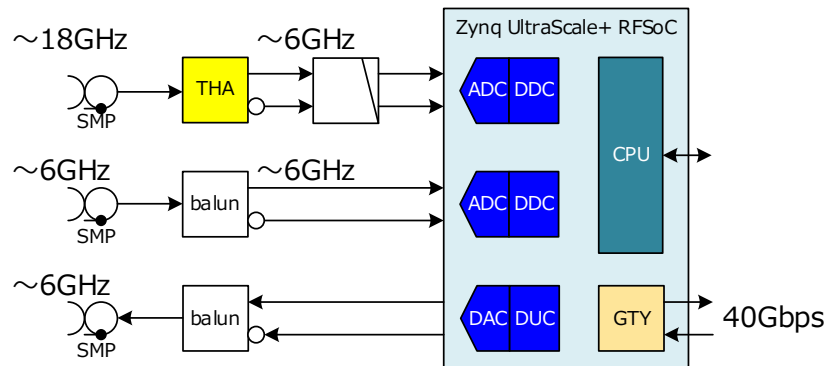 Zynq UltraScale+ RFSoC
～18GHz
～6GHz
THA
ADC
DDC
SMP
CPU
～6GHz
～6GHz
balun
ADC
DDC
SMP
～6GHz
balun
DAC
DUC
GTY
40Gbps
SMP